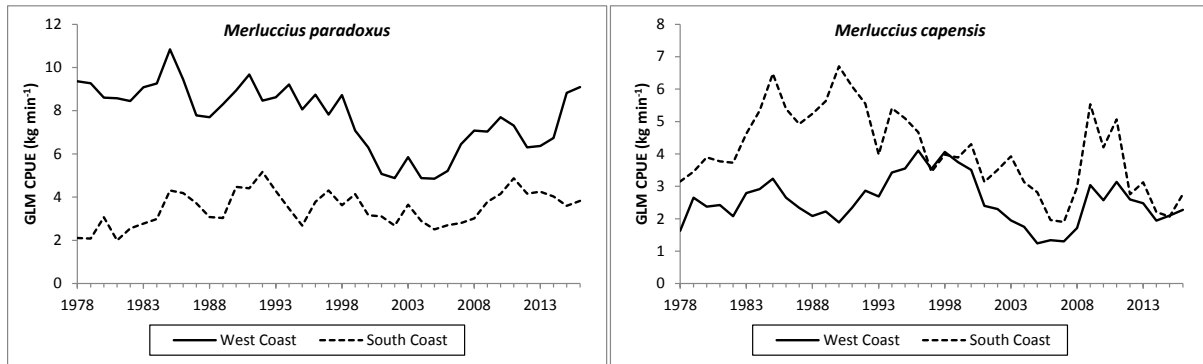 Merluccius paradoxus
GLM CPUE (kg min⁻¹)
12
10
8
6
4
2
0
1978 1983 1988 1993 1998 2003 2008 2013
West Coast South Coast
Merluccius capensis
GLM CPUE (kg min⁻¹)
8
7
6
5
4
3
2
1
0
1978 1983 1988 1993 1998 2003 2008 2013
West Coast South Coast